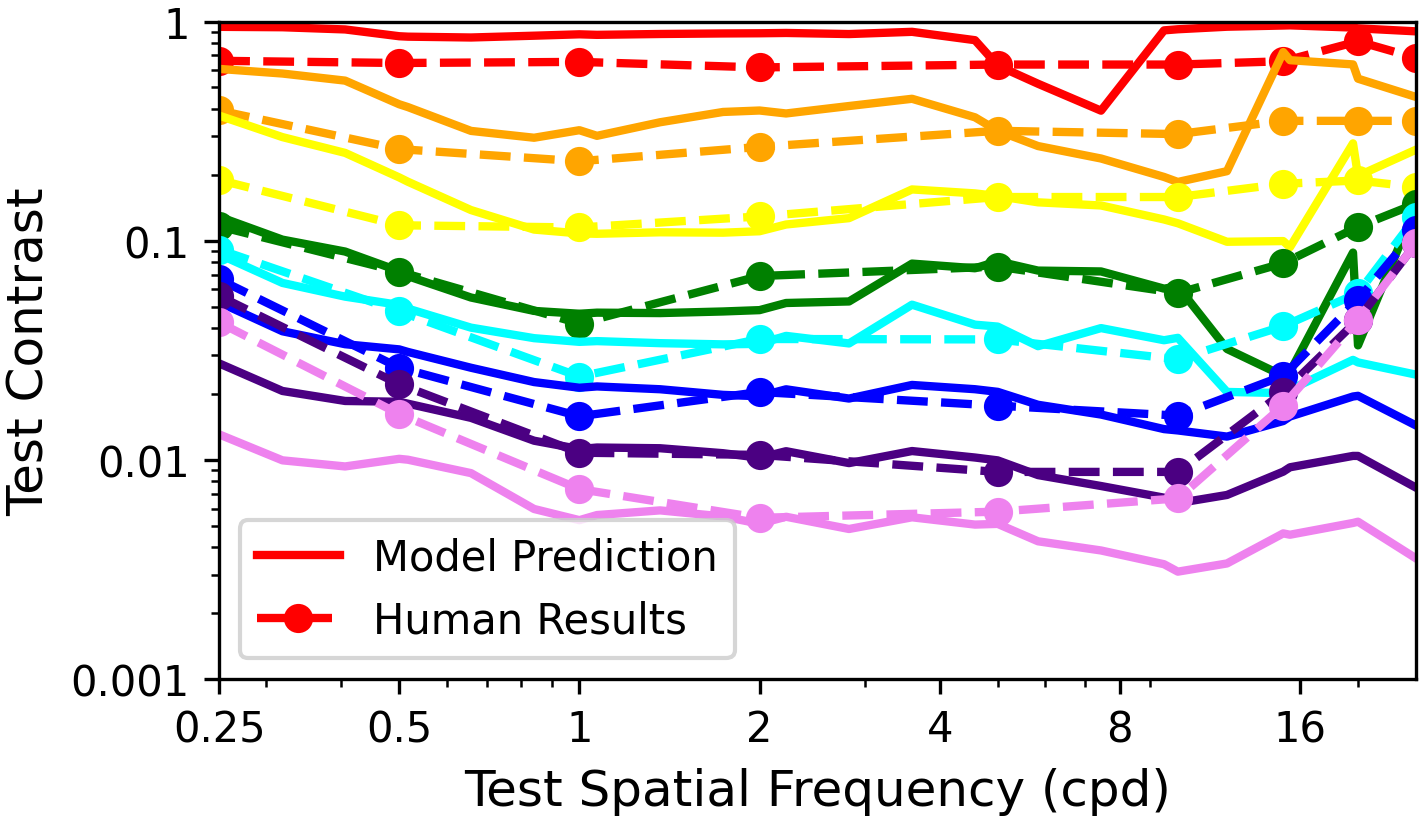 1
0.1
0.01
0.001
Test Contrast
Model Prediction
Human Results
0.25 0.5 1 2 4 8 16
Test Spatial Frequency (cpd)